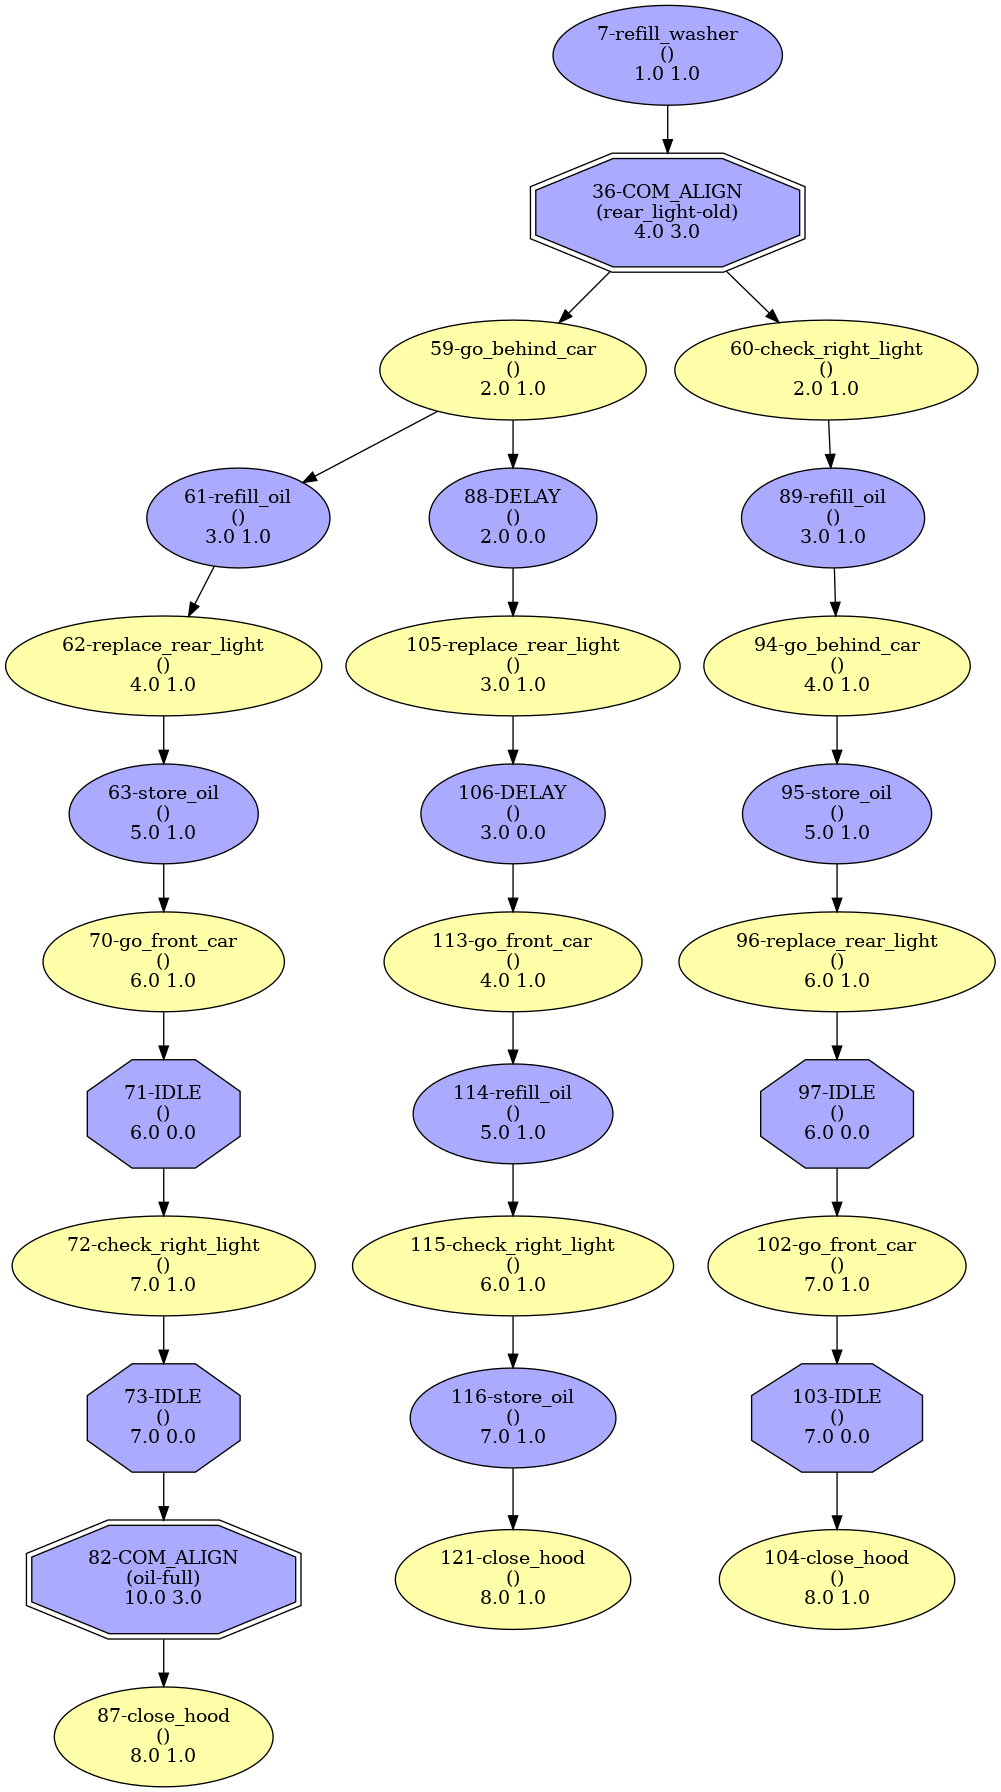 7-refill_washer
()
1.0 1.0
36-COM_ALIGN
(rear_light-old)
4.0 3.0
59-go_behind_car
()
2.0 1.0
60-check_right_light
()
2.0 1.0
61-refill_oil
()
3.0 1.0
88-DELAY
()
2.0 0.0
89-refill_oil
()
3.0 1.0
62-replace_rear_light
()
4.0 1.0
105-replace_rear_light
()
3.0 1.0
94-go_behind_car
()
4.0 1.0
63-store_oil
()
5.0 1.0
106-DELAY
()
3.0 0.0
95-store_oil
()
5.0 1.0
70-go_front_car
()
6.0 1.0
113-go_front_car
()
4.0 1.0
96-replace_rear_light
()
6.0 1.0
71-IDLE
()
6.0 0.0
114-refill_oil
()
5.0 1.0
97-IDLE
()
6.0 0.0
72-check_right_light
()
7.0 1.0
115-check_right_light
()
6.0 1.0
102-go_front_car
()
7.0 1.0
73-IDLE
()
7.0 0.0
116-store_oil
()
7.0 1.0
103-IDLE
()
7.0 0.0
82-COM_ALIGN
(oil-full)
10.0 3.0
121-close_hood
()
8.0 1.0
104-close_hood
()
8.0 1.0
87-close_hood
()
8.0 1.0